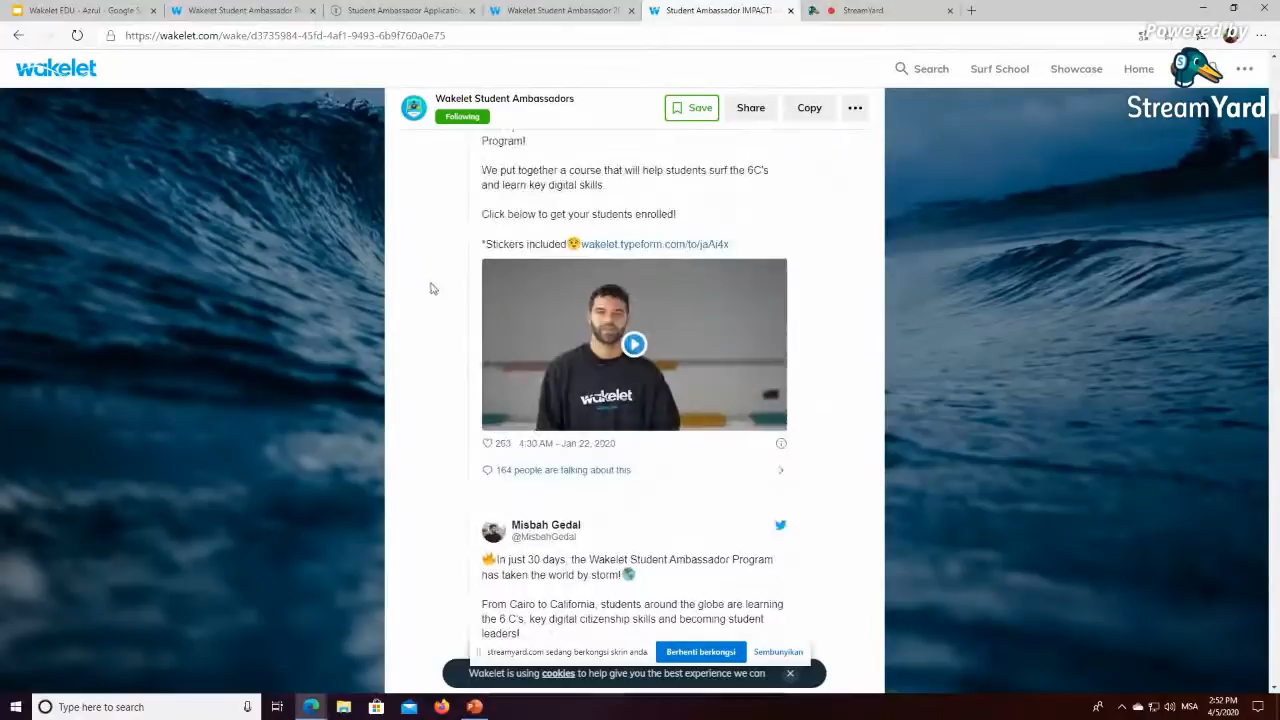 Wakelet EDU - Azrul - Google S
Wakelet Student Ambassador P
Student Ambassador Application
Wakelet Student Ambassador 2
Wakelet Student Ambassador IMPACT
StreamYard
https://wakelet.com/wake/d3735984-45fd-4af1-9493-6b9f760a0e75
Powered by
StreamYard
wakelet
Search
Surf School
Showcase
Home
Wakelet Student Ambassadors
Following
Save
Share
Copy
Program!
We put together a course that will help students surf the 6C's
and learn key digital skills.
Click below to get your students enrolled!
*Stickers included😉wakelet.typeform.com/to/jaAi4x
wakelet
253 4:30 AM - Jan 22, 2020
164 people are talking about this
Misbah Gedal
@MisbahGedal
🔥In just 30 days, the Wakelet Student Ambassador Program
has taken the world by storm!🌎
From Cairo to California, students around the globe are learning
the 6 C's, key digital citizenship skills and becoming student
leaders!
streamyard.com sedang berkongsi skrin anda.
Berhenti berkongsi
Sembunyikan
Wakelet is using cookies to help give you the best experience we can
Type here to search
MSA
2:52 PM
4/5/2020